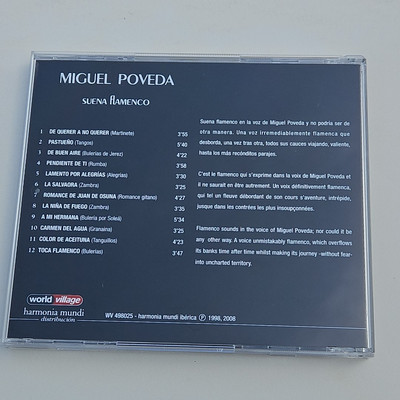 MIGUEL POVEDA
SUENA flAMENCO
1 DE QUERER A NO QUERER (Martinete) 3'55
2 PASTUEÑO (Tangos) 5'40
3 DE BUEN AIRE (Bulerías de Jerez) 4'22
4 PENDIENTE DE TI (Rumba) 3'58
5 LAMENTO POR ALEGRÍAS (Alegrías) 3'30
6 LA SALVAORA (Zambra) 3'25
7 ROMANCE DE JUAN DE OSUNA (Romance gitano) 3'27
8 LA NIÑA DE FUEGO (Zambra) 3'35
9 A MI HERMANA (Bulería por Soleá) 5'34
10 CARMEN DEL AGUA (Granaína) 3'25
11 COLOR DE ACEITUNA (Tanguillos) 4'23
12 TOCA FLAMENCO (Bulerías) 3'47
Suena flamenco en la voz de Miguel Poveda y no podría ser de
otra manera. Una voz irremediablemente flamenca que
desborda, una vez tras otra, todos sus cauces viajando, valiente,
hasta los más recónditos parajes.
C'est le flamenco qui s'exprime dans la voix de Miguel Poveda et
il ne saurait en être autrement. Un voix définitivement flamenca,
qui tel un fleuve débordant de son cours s'aventure, intrépide,
jusque dans les contrées les plus insoupçonnées.
Flamenco sounds in the voice of Miguel Poveda; nor could it be
any other way. A voice unmistakably flamenco, which overflows
its banks time after time whilst making its journey -without fear-
into uncharted territory.
world village
harmonia mundi
distribución
WV 498025 - harmonia mundi ibèrica ℗ 1998, 2008